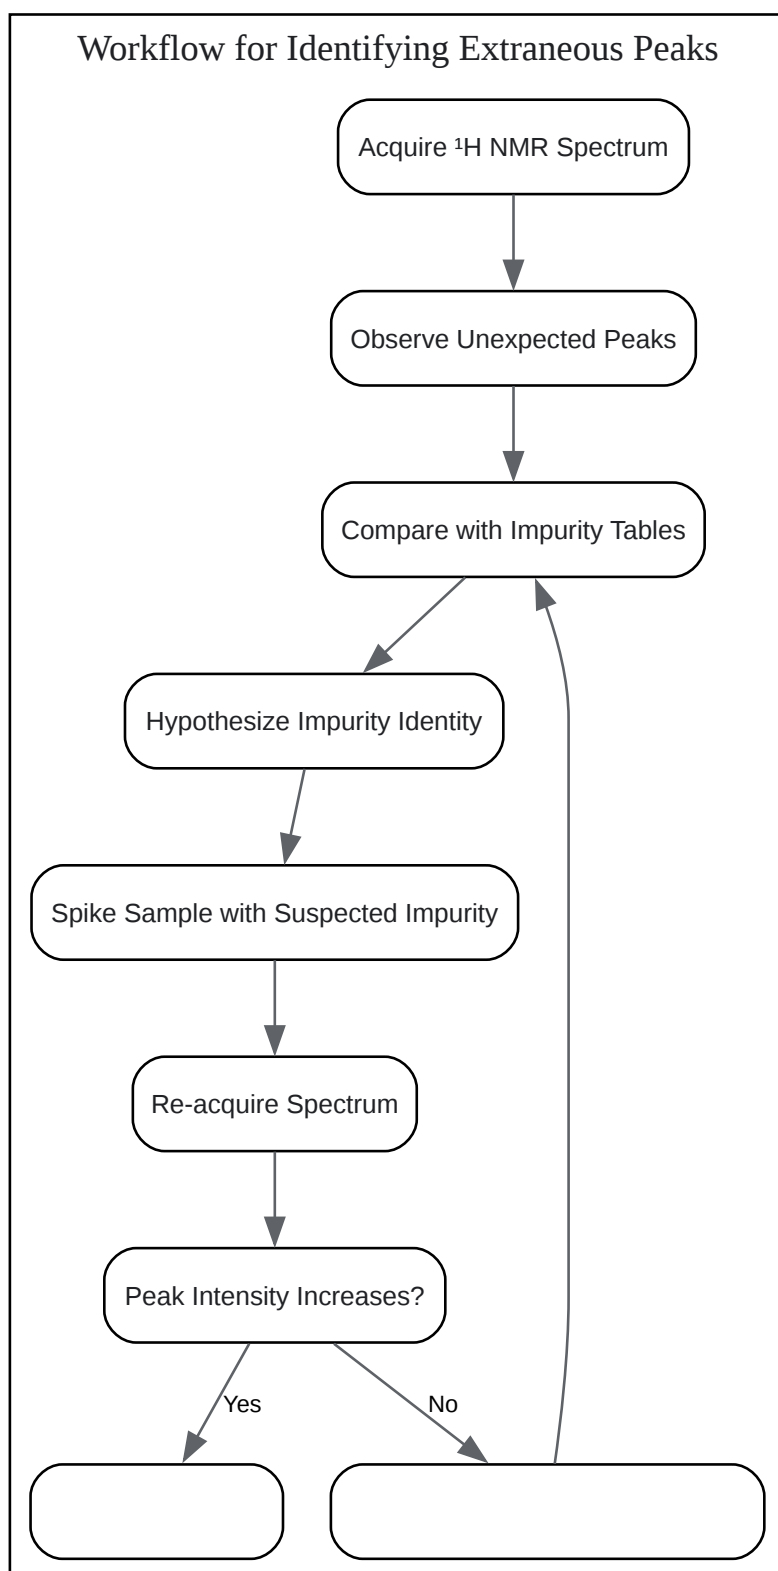 Workflow for Identifying Extraneous Peaks
Acquire ¹H NMR Spectrum
Observe Unexpected Peaks
Compare with Impurity Tables
Hypothesize Impurity Identity
Spike Sample with Suspected Impurity
Re-acquire Spectrum
Peak Intensity Increases?
Yes
No